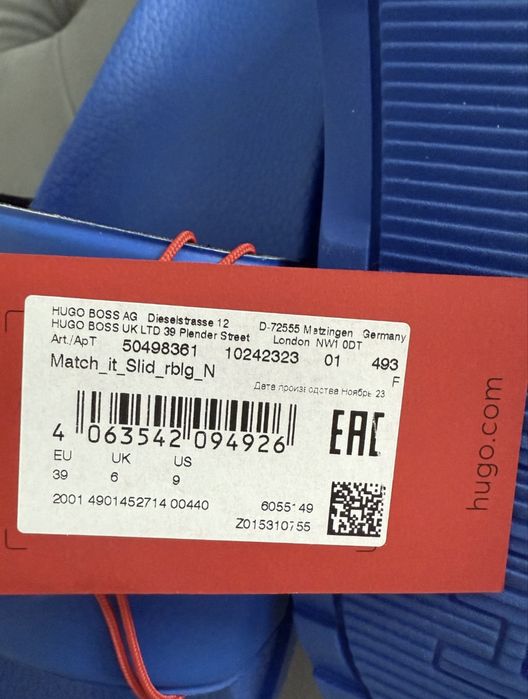 HUGO BOSS AG Dieselstrasse 12 D-72555 Metzingen Germany
HUGO BOSS UK LTD 39 Plender Street London NW1 0DT
Art./АрТ 50498361 10242323 01 493
Match_it_Slid_rblg_N F
Дата производства Ноябрь 23
4 063542 094926
EAC
EU UK US
39 6 9
2001 4901452714 00440 6055149
Z015310755
hugo.com